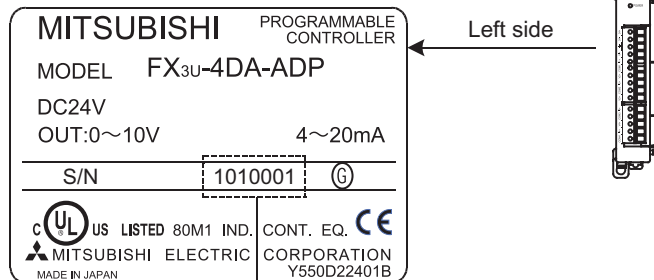 MITSUBISHI PROGRAMMABLE CONTROLLER
MODEL FX3U-4DA-ADP
DC24V
OUT:0～10V 4～20mA
S/N 1010001 G
C UL US LISTED 80M1 IND. CONT. EQ. CE
MITSUBISHI ELECTRIC CORPORATION
MADE IN JAPAN Y550D22401B
Left side